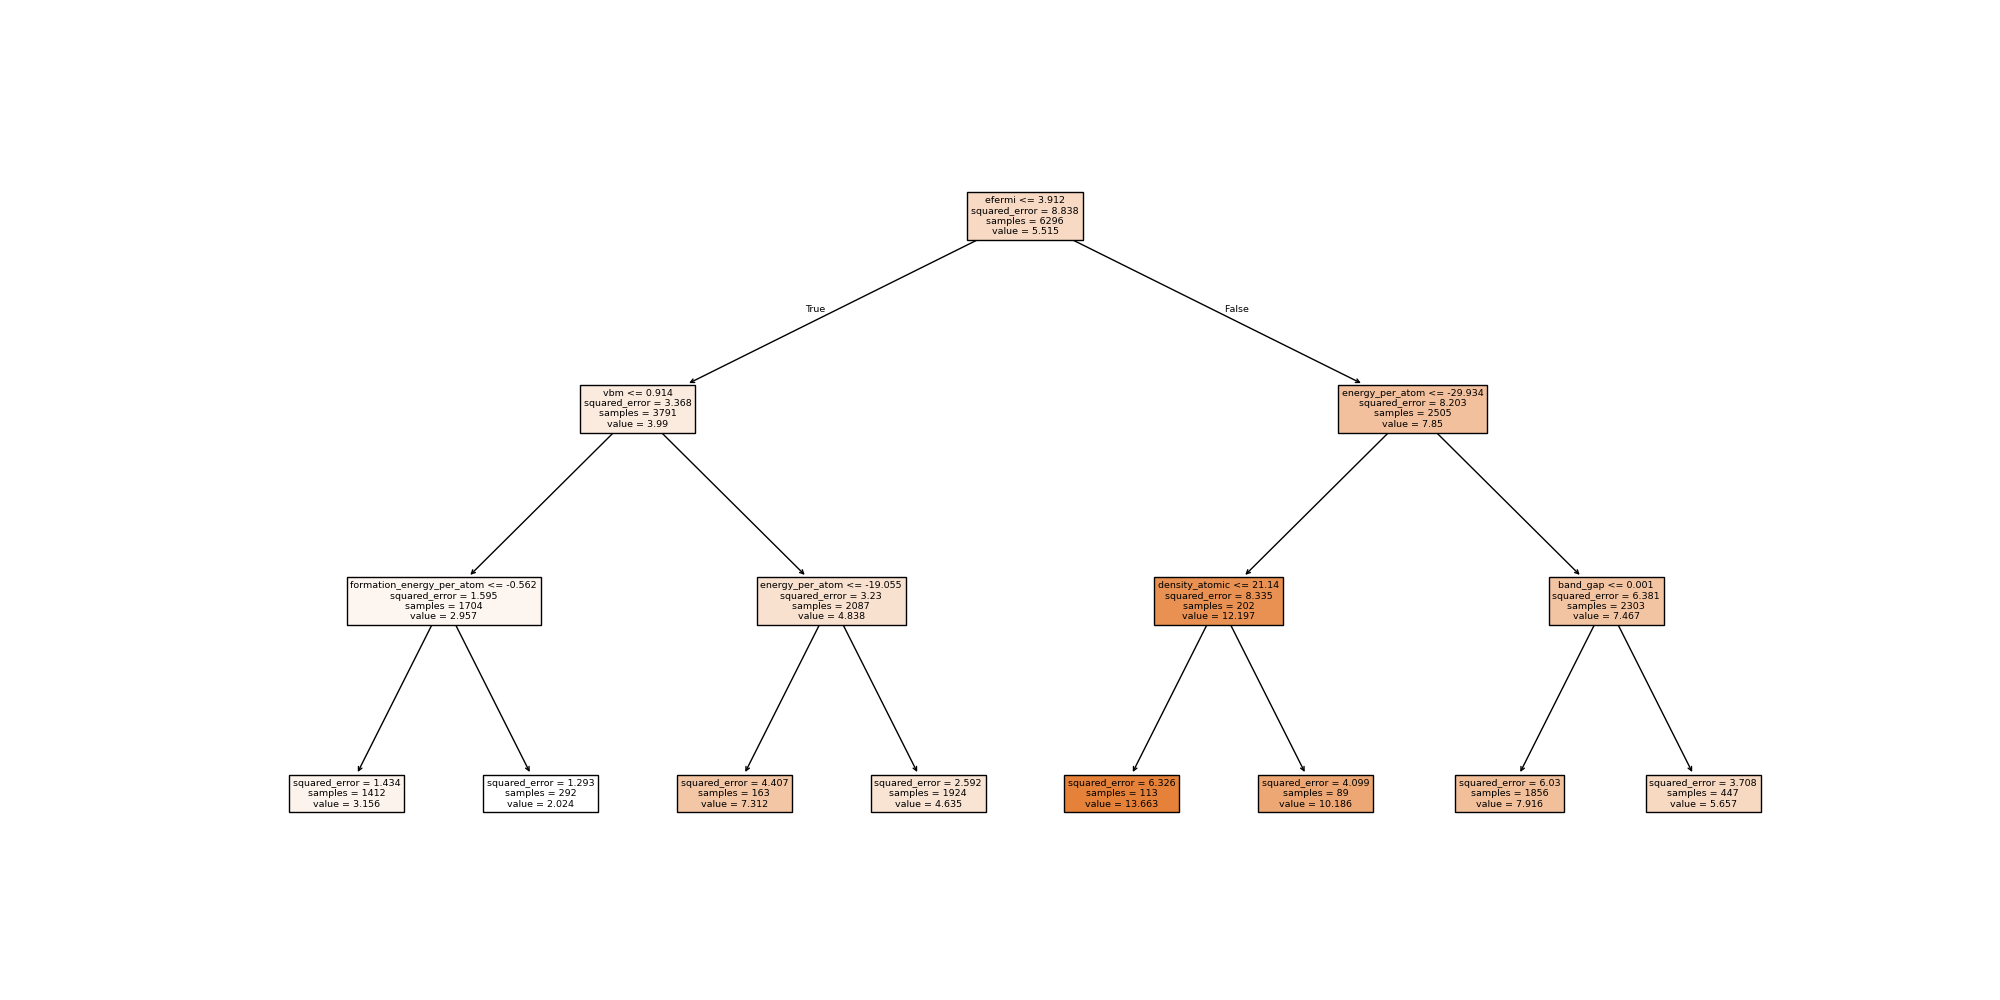 efermi <= 3.912
squared_error = 8.838
samples = 6296
value = 5.515
True
False
vbm <= 0.914
squared_error = 3.368
samples = 3791
value = 3.99
energy_per_atom <= -29.934
squared_error = 8.203
samples = 2505
value = 7.85
formation_energy_per_atom <= -0.562
squared_error = 1.595
samples = 1704
value = 2.957
energy_per_atom <= -19.055
squared_error = 3.23
samples = 2087
value = 4.838
density_atomic <= 21.14
squared_error = 8.335
samples = 202
value = 12.197
band_gap <= 0.001
squared_error = 6.381
samples = 2303
value = 7.467
squared_error = 1.434
samples = 1412
value = 3.156
squared_error = 1.293
samples = 292
value = 2.024
squared_error = 4.407
samples = 163
value = 7.312
squared_error = 2.592
samples = 1924
value = 4.635
squared_error = 6.326
samples = 113
value = 13.663
squared_error = 4.099
samples = 89
value = 10.186
squared_error = 6.03
samples = 1856
value = 7.916
squared_error = 3.708
samples = 447
value = 5.657